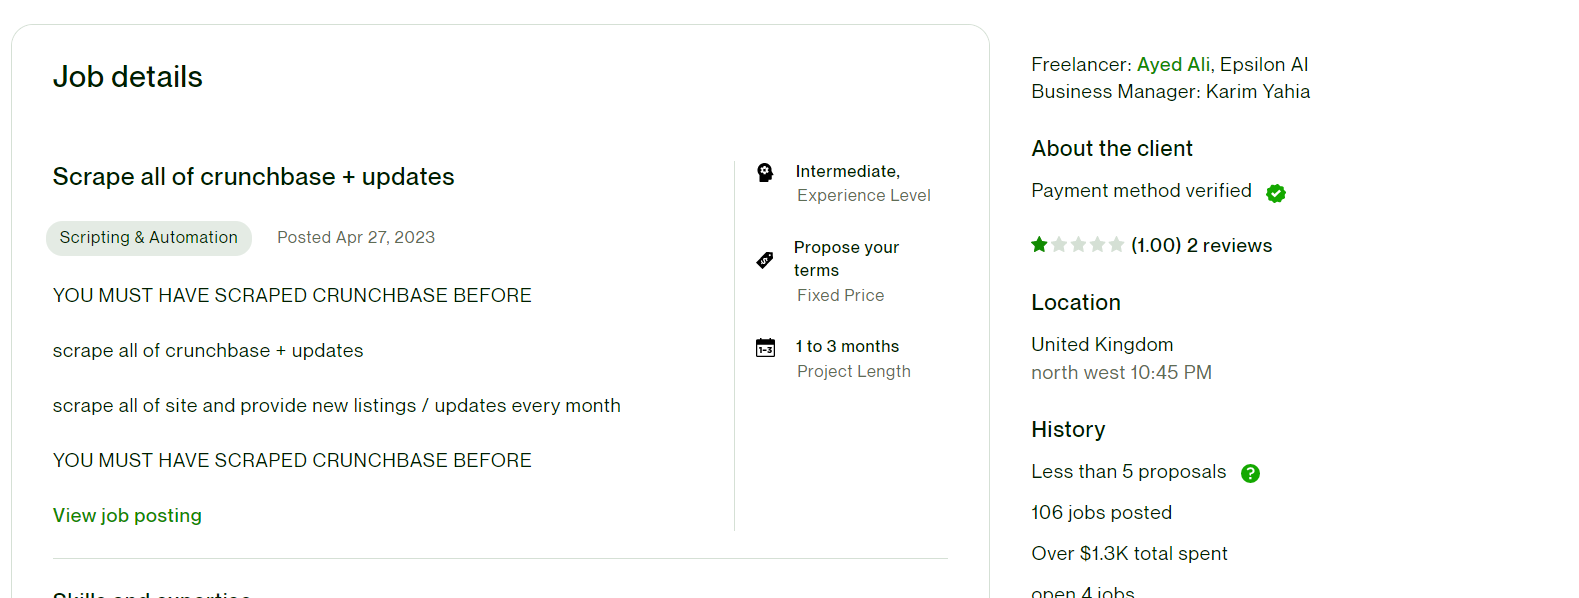 Job details
Scrape all of crunchbase + updates
Scripting & Automation
Posted Apr 27, 2023
YOU MUST HAVE SCRAPED CRUNCHBASE BEFORE
scrape all of crunchbase + updates
scrape all of site and provide new listings / updates every month
YOU MUST HAVE SCRAPED CRUNCHBASE BEFORE
View job posting
Skills and expertise
Intermediate,
Experience Level
Propose your
terms
Fixed Price
1-3
1 to 3 months
Project Length
Freelancer: Ayed Ali, Epsilon AI
Business Manager: Karim Yahia
About the client
Payment method verified
(1.00) 2 reviews
Location
United Kingdom
north west 10:45 PM
History
Less than 5 proposals ?
106 jobs posted
Over $1.3K total spent
open 4 jobs